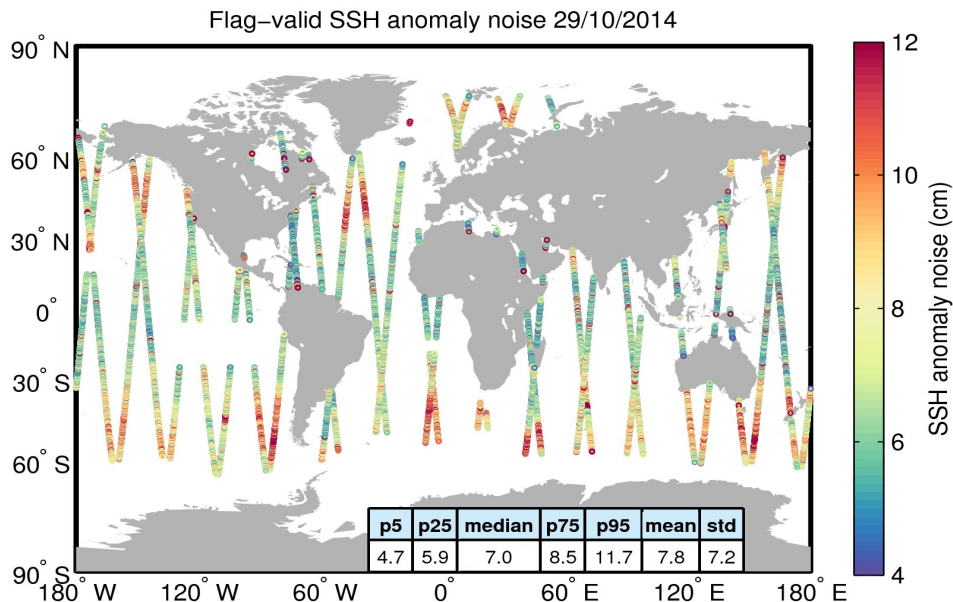 Flag–valid SSH anomaly noise 29/10/2014
90° N
60° N
30° N
0°
30° S
60° S
90° S
180° W 120° W 60° W 0° 60° E 120° E 180° E
p5 p25 median p75 p95 mean std
4.7 5.9 7.0 8.5 11.7 7.8 7.2
12
10
8
6
4
SSH anomaly noise (cm)